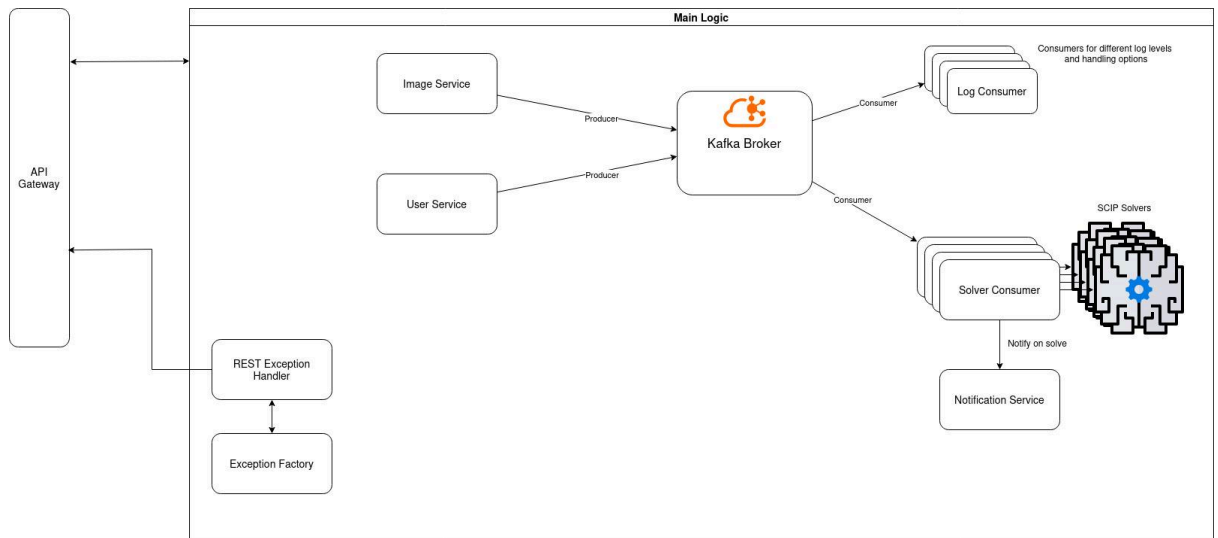 Main Logic
API
Gateway
Image Service
User Service
Producer
Producer
Kafka Broker
Consumer
Consumer
Log Consumer
Consumers for different log levels
and handling options
SCIP Solvers
Solver Consumer
Notify on solve
Notification Service
REST Exception
Handler
Exception Factory